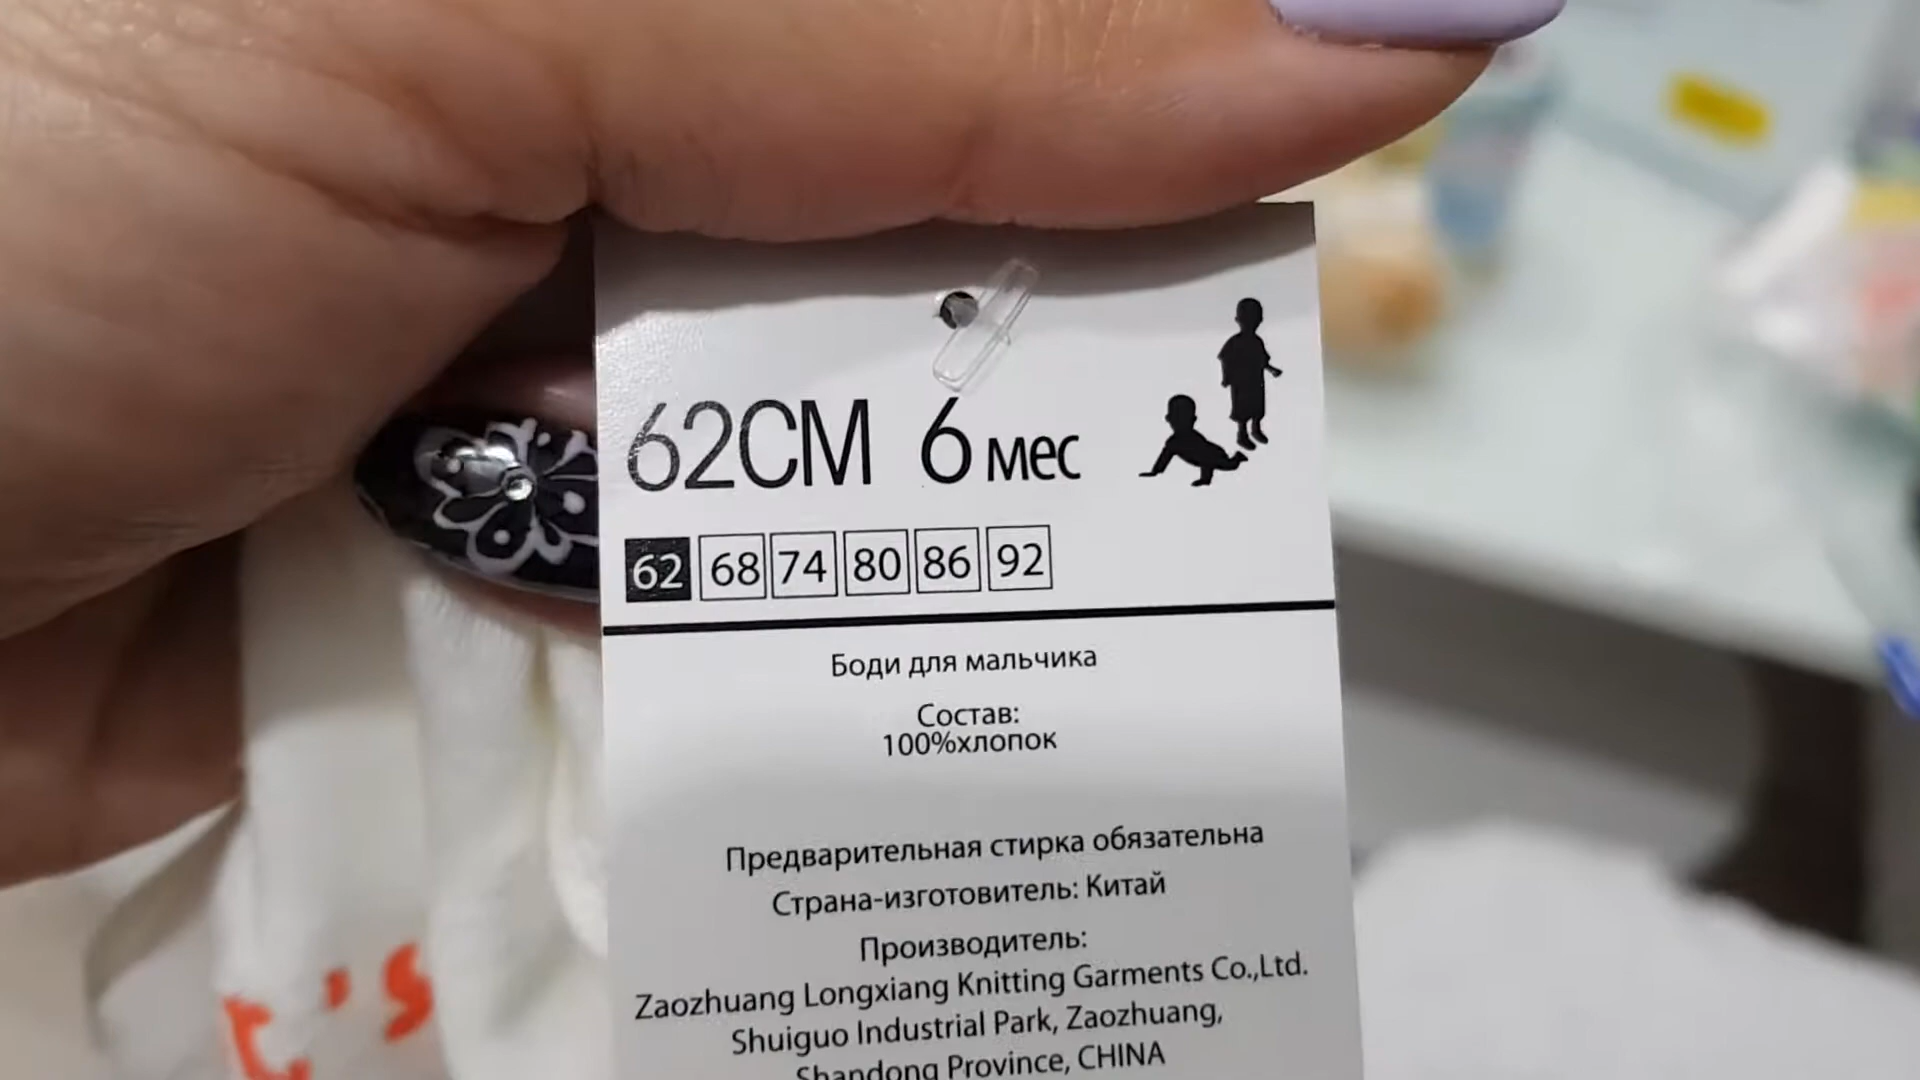 62СМ 6 мес
62 68 74 80 86 92
Боди для мальчика
Состав:
100%хлопок
Предварительная стирка обязательна
Страна-изготовитель: Китай
Производитель:
Zaozhuang Longxiang Knitting Garments Co.,Ltd.
Shuiguo Industrial Park, Zaozhuang,
Shandong Province, CHINA
't's